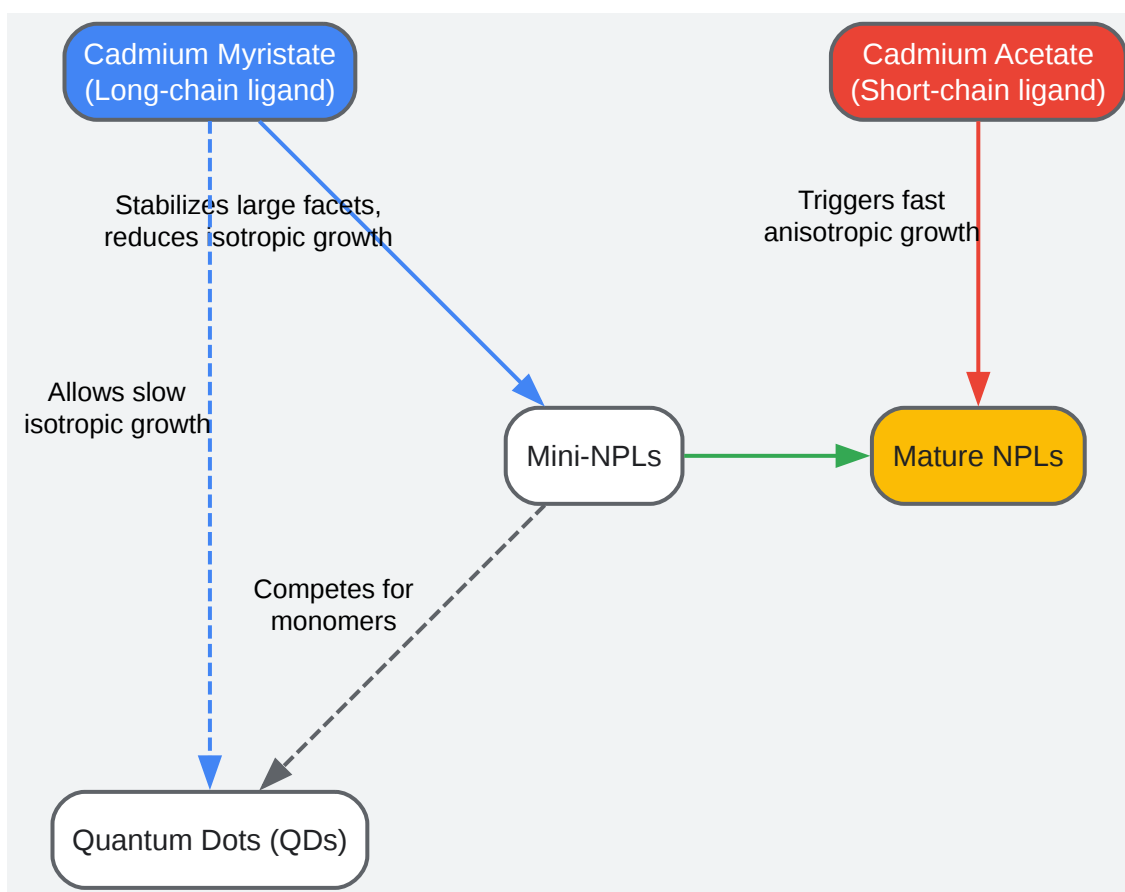 Cadmium Myristate
(Long-chain ligand)
Cadmium Acetate
(Short-chain ligand)
Stabilizes large facets,
reduces isotropic growth
Triggers fast
anisotropic growth
Allows slow
isotropic growth
Mini-NPLs
Mature NPLs
Competes for
monomers
Quantum Dots (QDs)